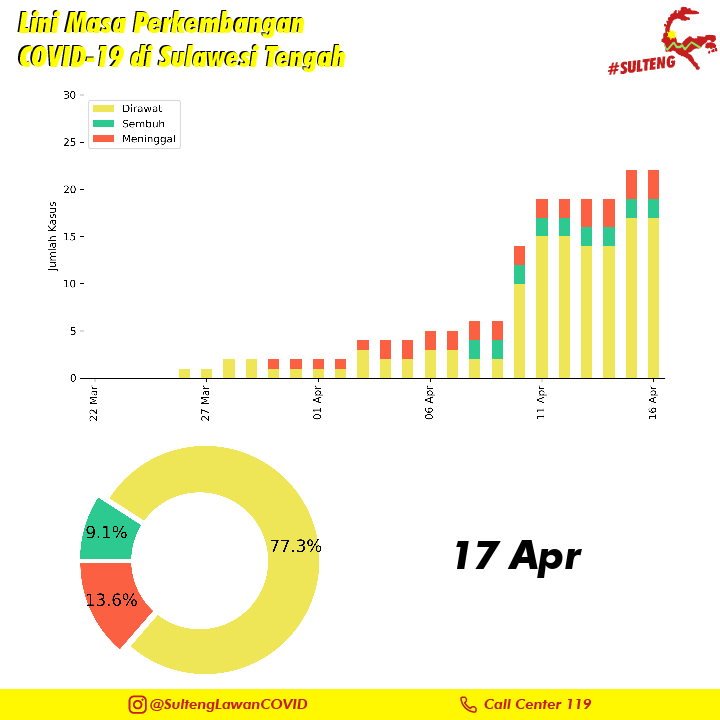 Lini Masa Perkembangan
COVID-19 di Sulawesi Tengah
#SULTENG
30
25
20
15
10
5
0
Jumlah Kasus
Dirawat
Sembuh
Meninggal
22 Mar
27 Mar
01 Apr
06 Apr
11 Apr
16 Apr
9.1%
77.3%
13.6%
17 Apr
@SultengLawanCOVID
Call Center 119